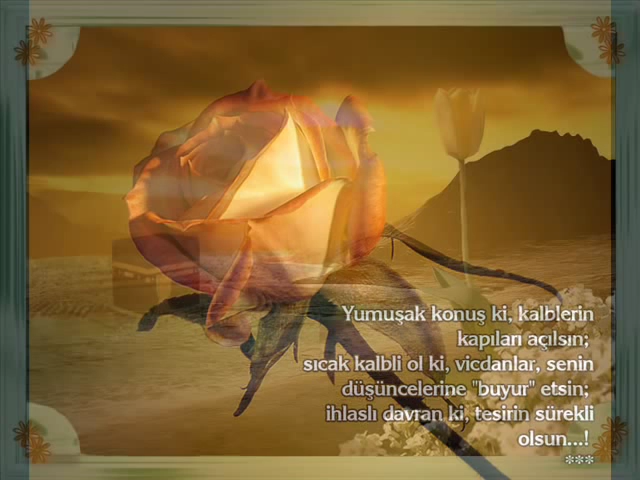 Yumuşak konuş ki, kalblerin
kapıları açılsın;
sıcak kalbli ol ki, vicdanlar, senin
düşüncelerine "buyur" etsin;
ihlaslı davran ki, tesirin sürekli
olsun...!
***